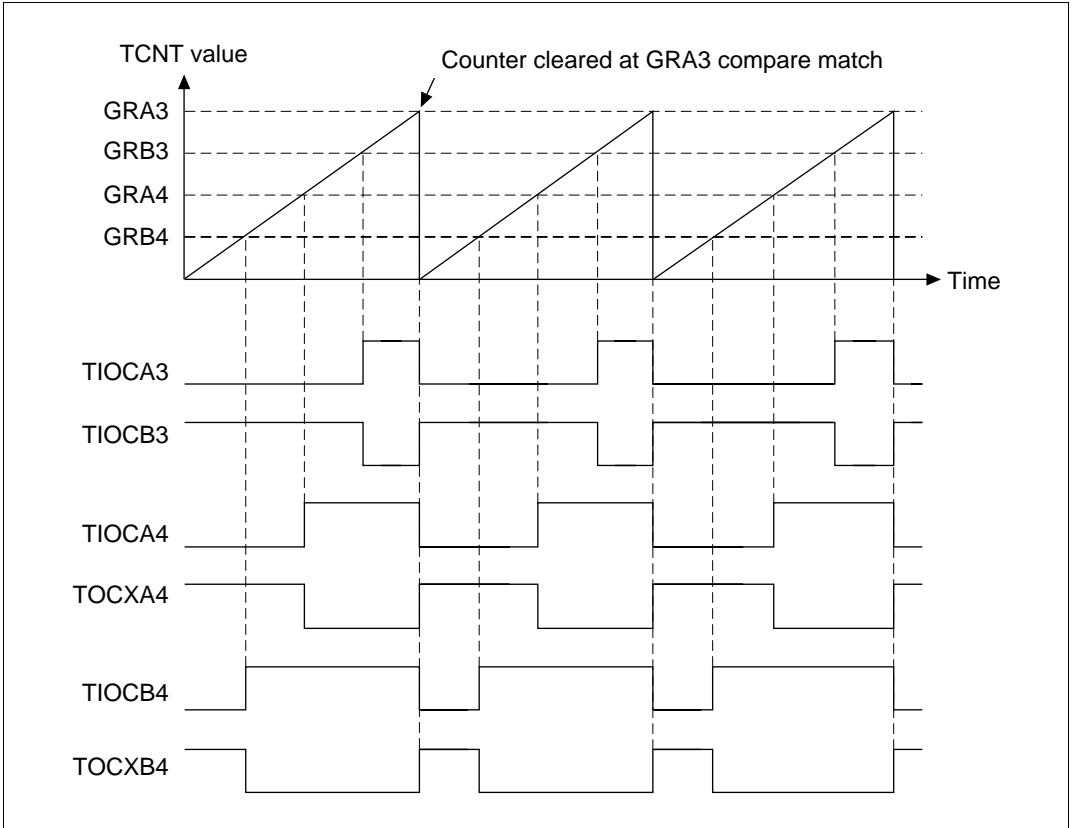 TCNT value
Counter cleared at GRA3 compare match
GRA3
GRB3
GRA4
GRB4
Time
TIOCA3
TIOCB3
TIOCA4
TOCXA4
TIOCB4
TOCXB4